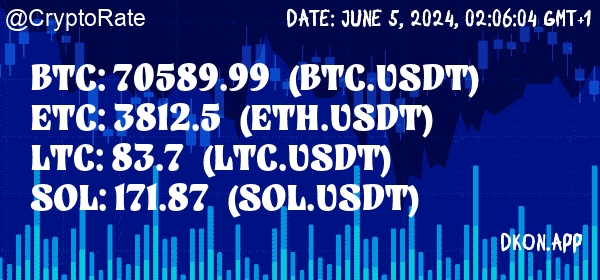 @CryptoRate
DATE: JUNE 5, 2024, 02:06:04 GMT+1
BTC: 70589.99 (BTC.USDT)
ETC: 3812.5 (ETH.USDT)
LTC: 83.7 (LTC.USDT)
SOL: 171.87 (SOL.USDT)
DKON.APP